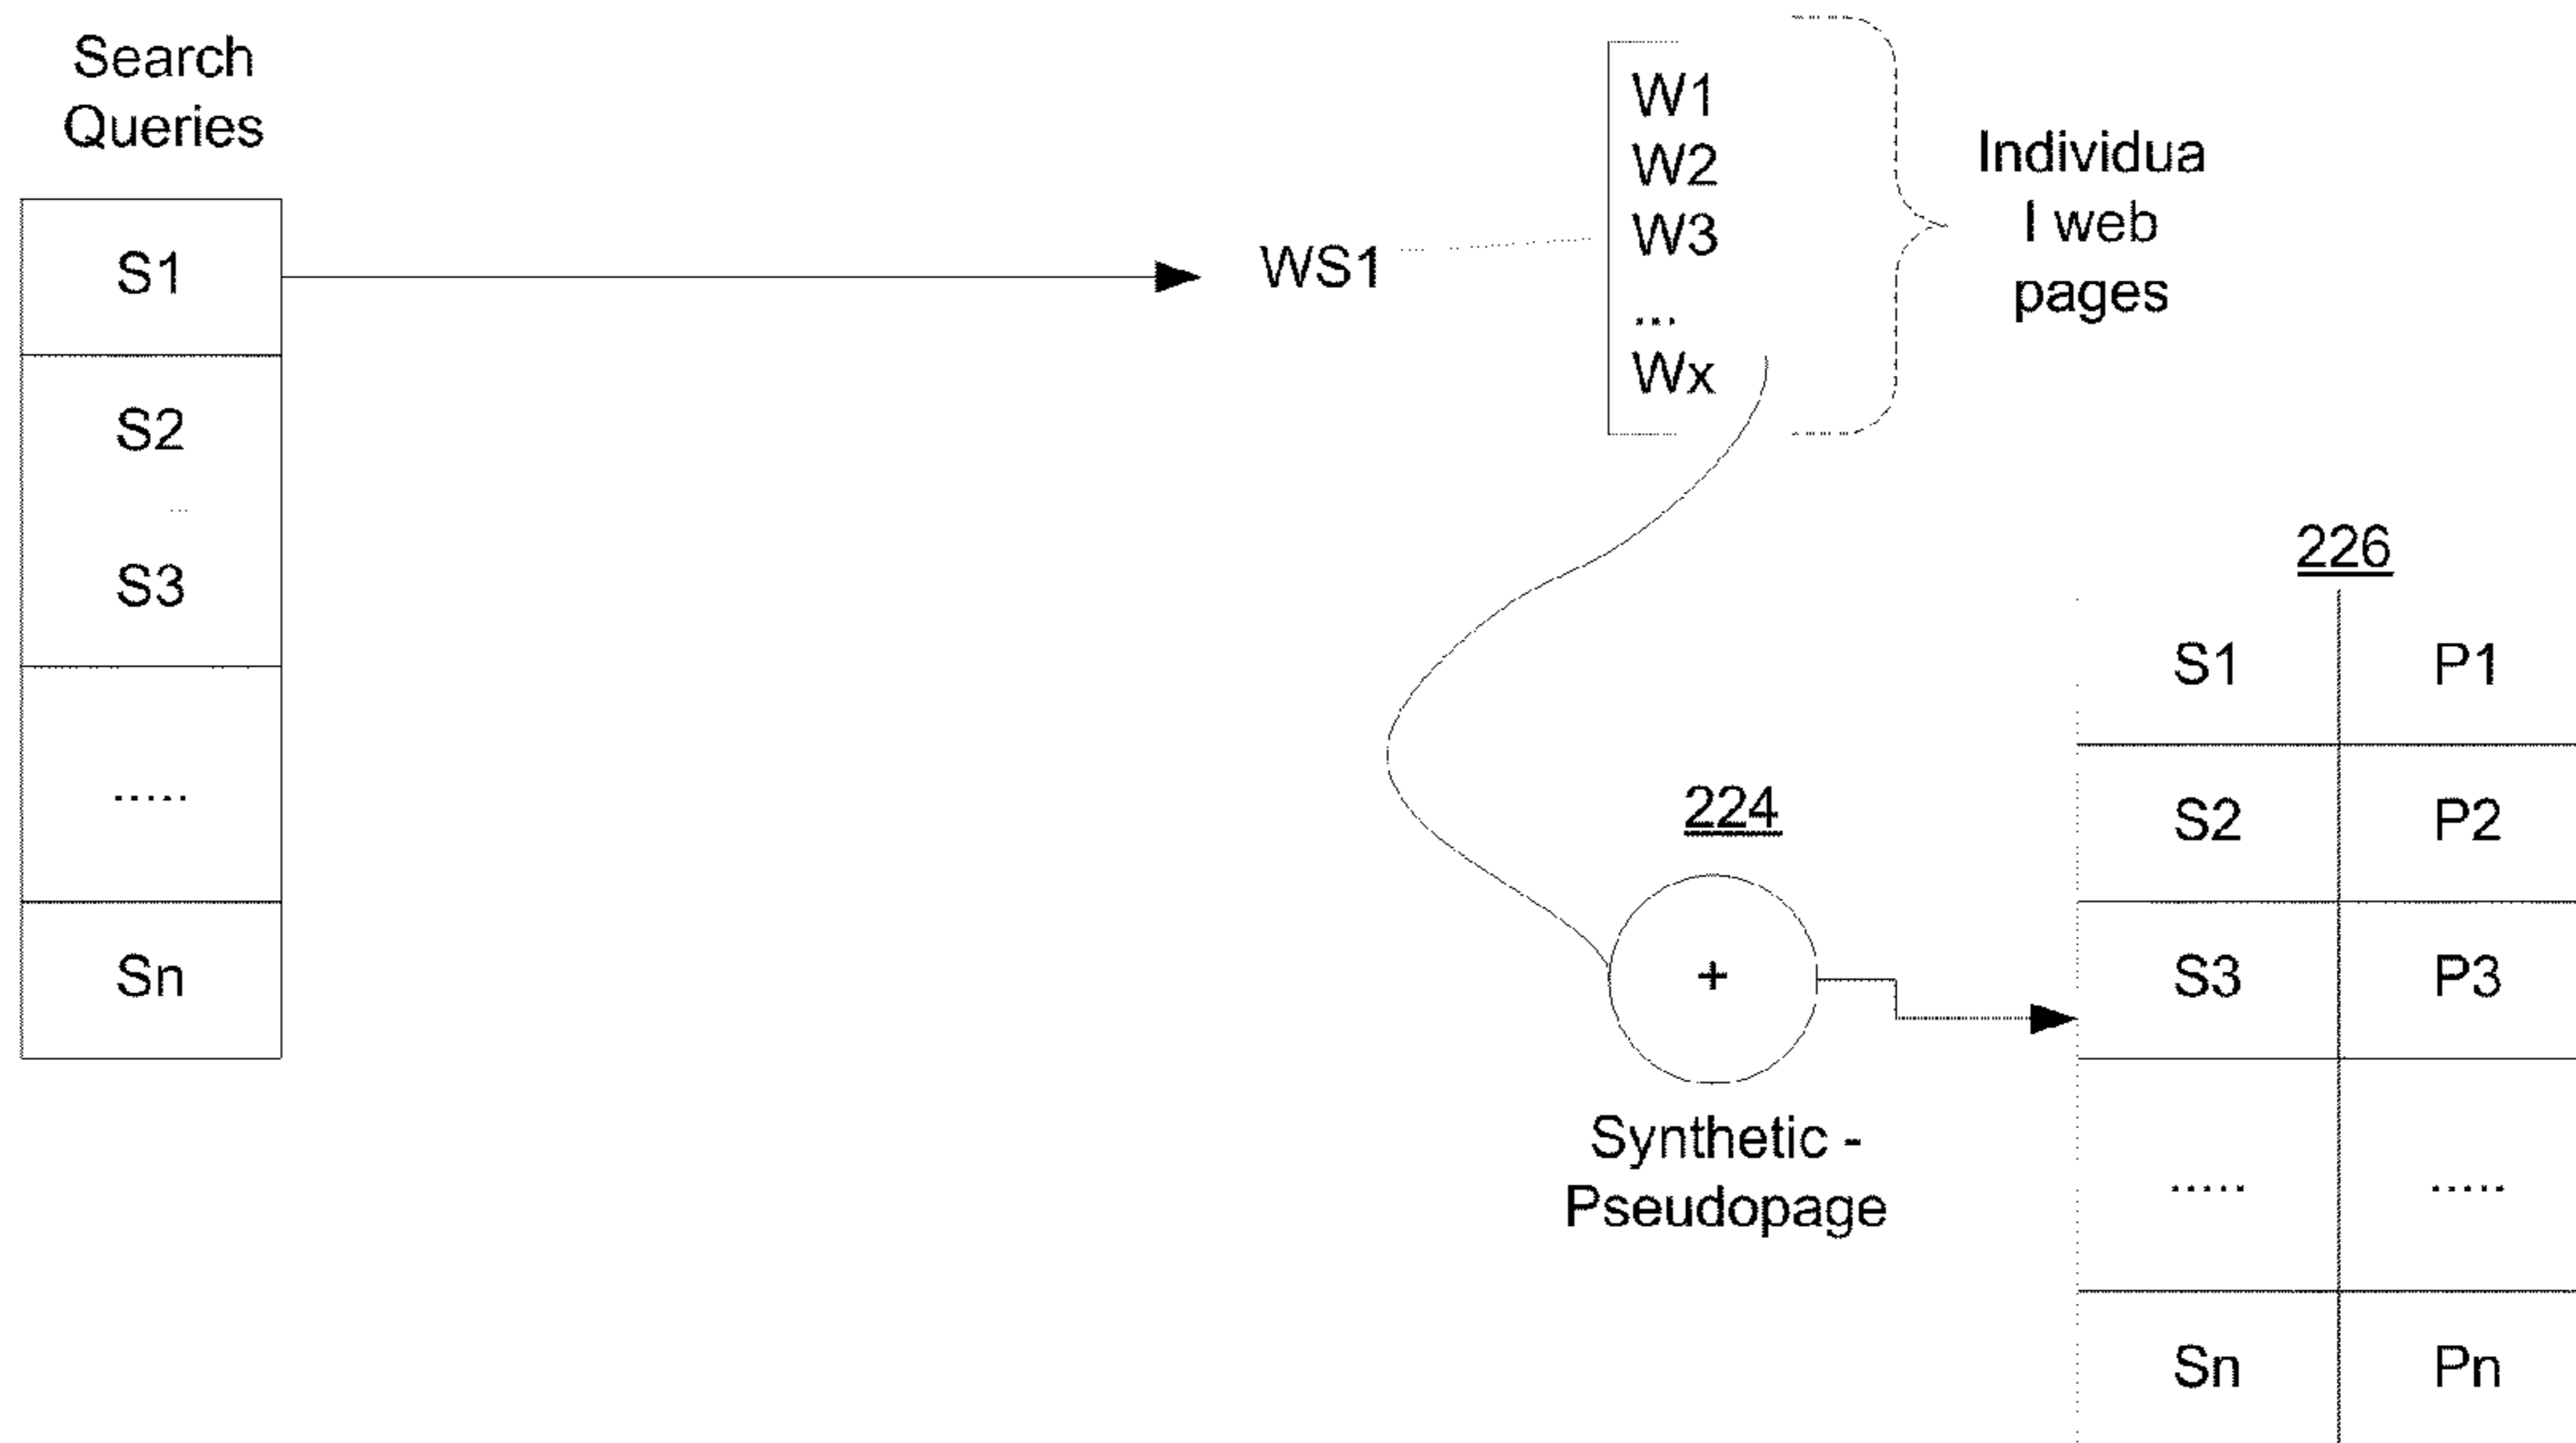 Search
Queries
S1
S2
...
S3
.....
Sn
WS1
W1
W2
W3
...
Wx
Individua
l web
pages
224
+
Synthetic -
Pseudopage
226
S1 P1
S2 P2
S3 P3
..... .....
Sn Pn